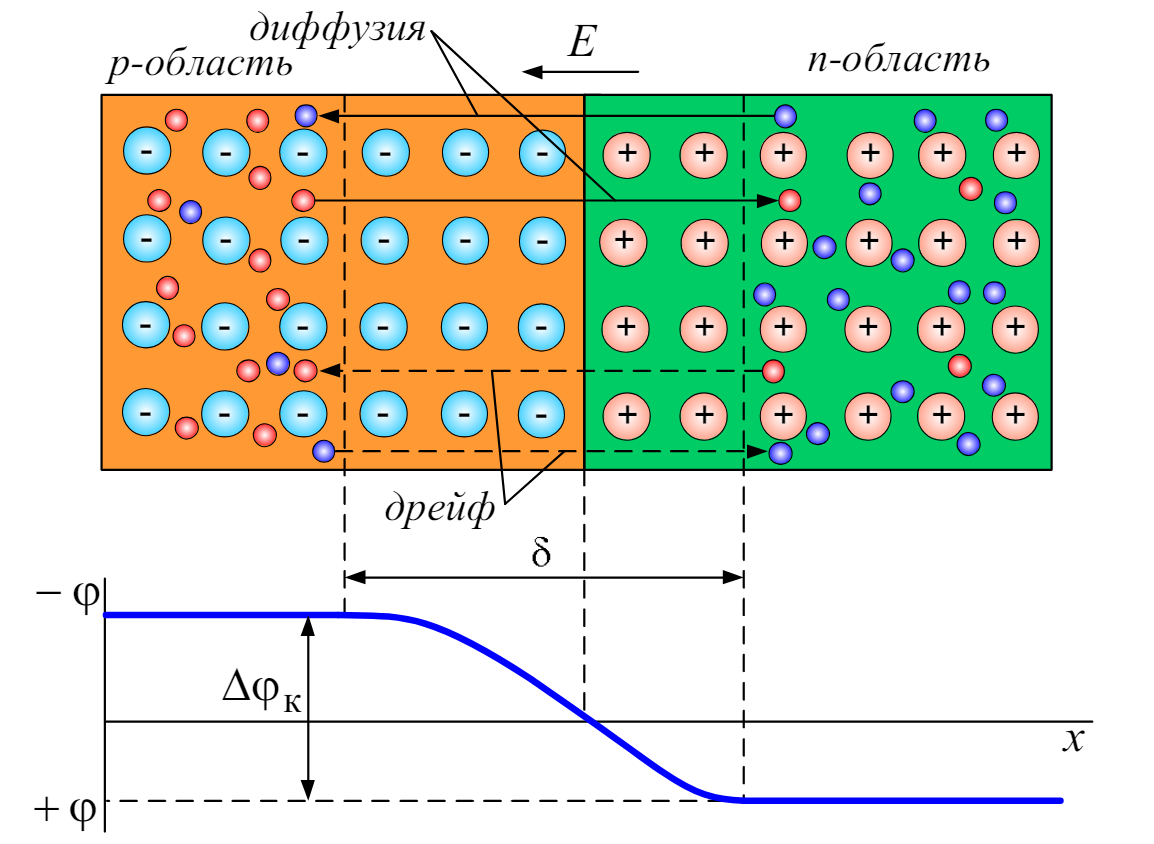 диффузия
E
p-область
n-область
- - - - - - + + + + + +
- - - - - - + + + + + +
- - - - - - + + + + + +
- - - - - - + + + + + +
дрейф
δ
− φ
Δφк
x
+ φ